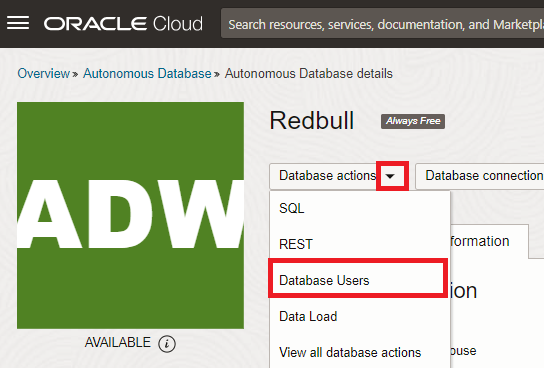 ORACLE Cloud
Search resources, services, documentation, and Marketpla
Overview » Autonomous Database » Autonomous Database details
ADW
AVAILABLE
Redbull
Always Free
Database actions
Database connection
SQL
REST
Database Users
Data Load
View all database actions
formation
ion
ouse